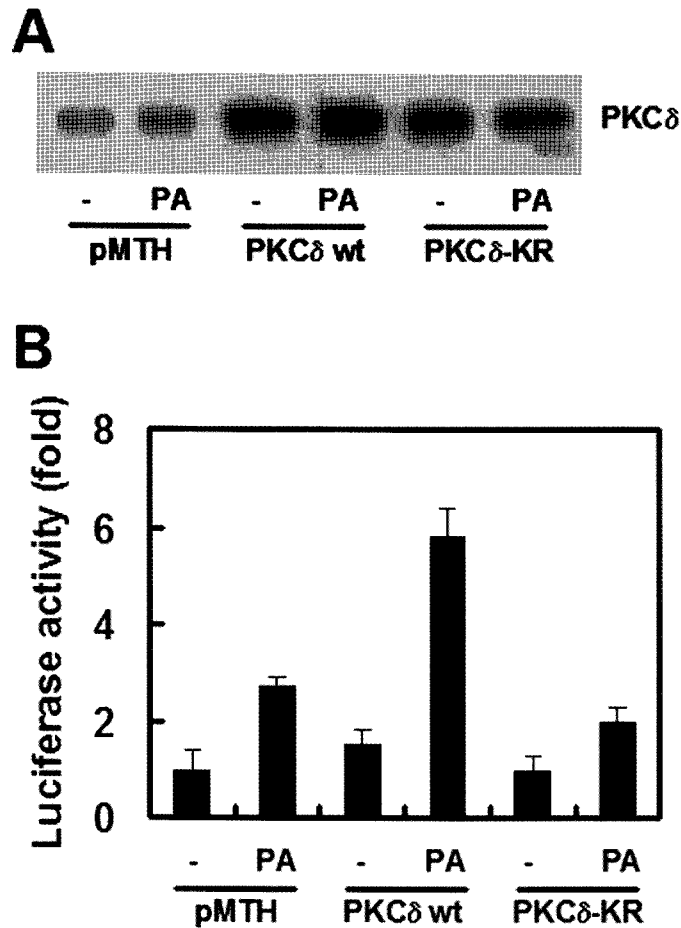 A
PKCδ
- PA - PA - PA
pMTH PKCδ wt PKCδ-KR
B
Luciferase activity (fold)
8
6
4
2
0
- PA - PA - PA
pMTH PKCδ wt PKCδ-KR